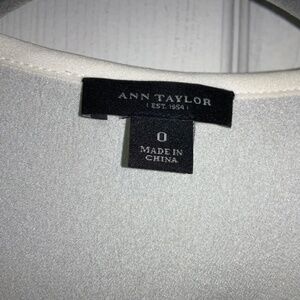 ANN TAYLOR
EST. 1954
0
MADE IN
CHINA